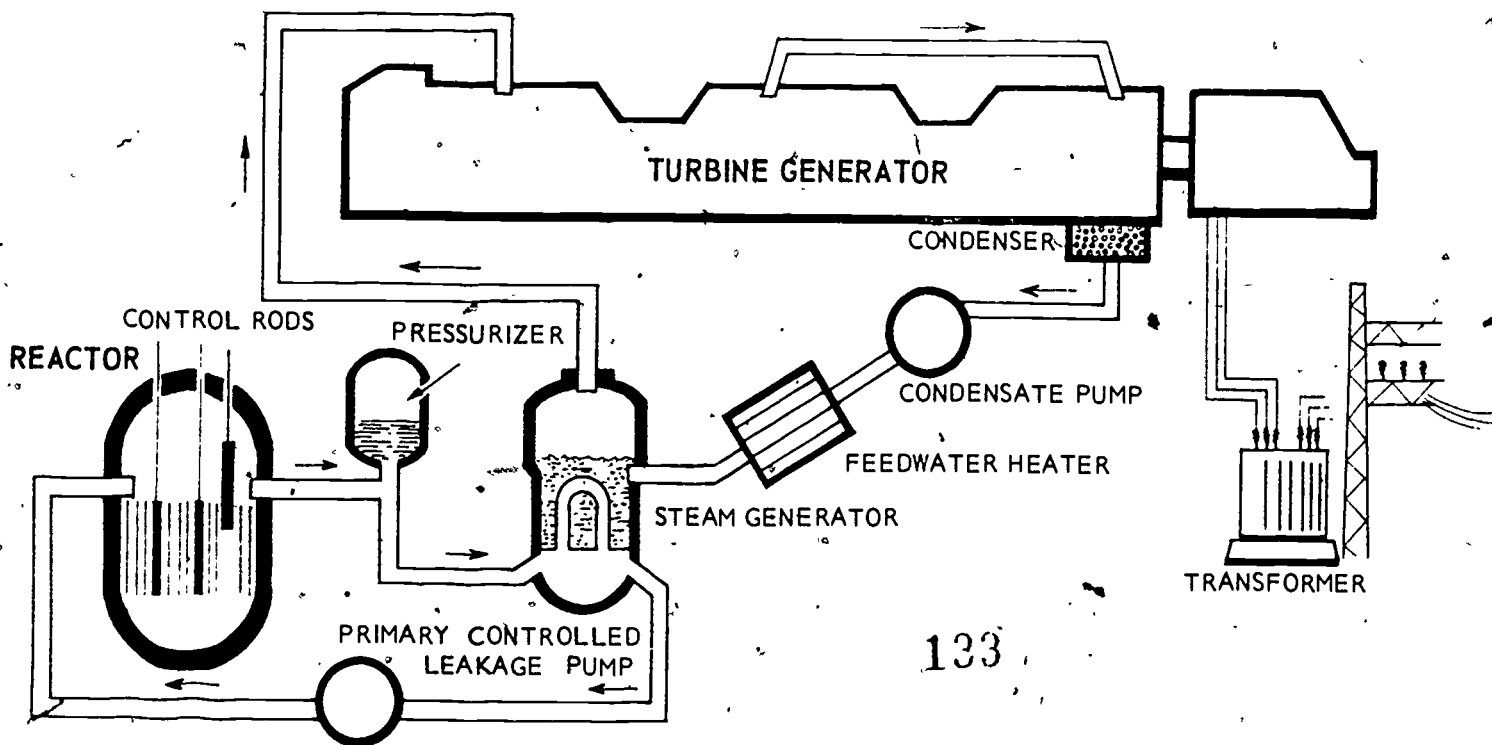 TURBINE GENERATOR
CONDENSER
CONTROL RODS
PRESSURIZER
REACTOR
CONDENSATE PUMP
FEEDWATER HEATER
STEAM GENERATOR
TRANSFORMER
PRIMARY CONTROLLED
LEAKAGE PUMP
133